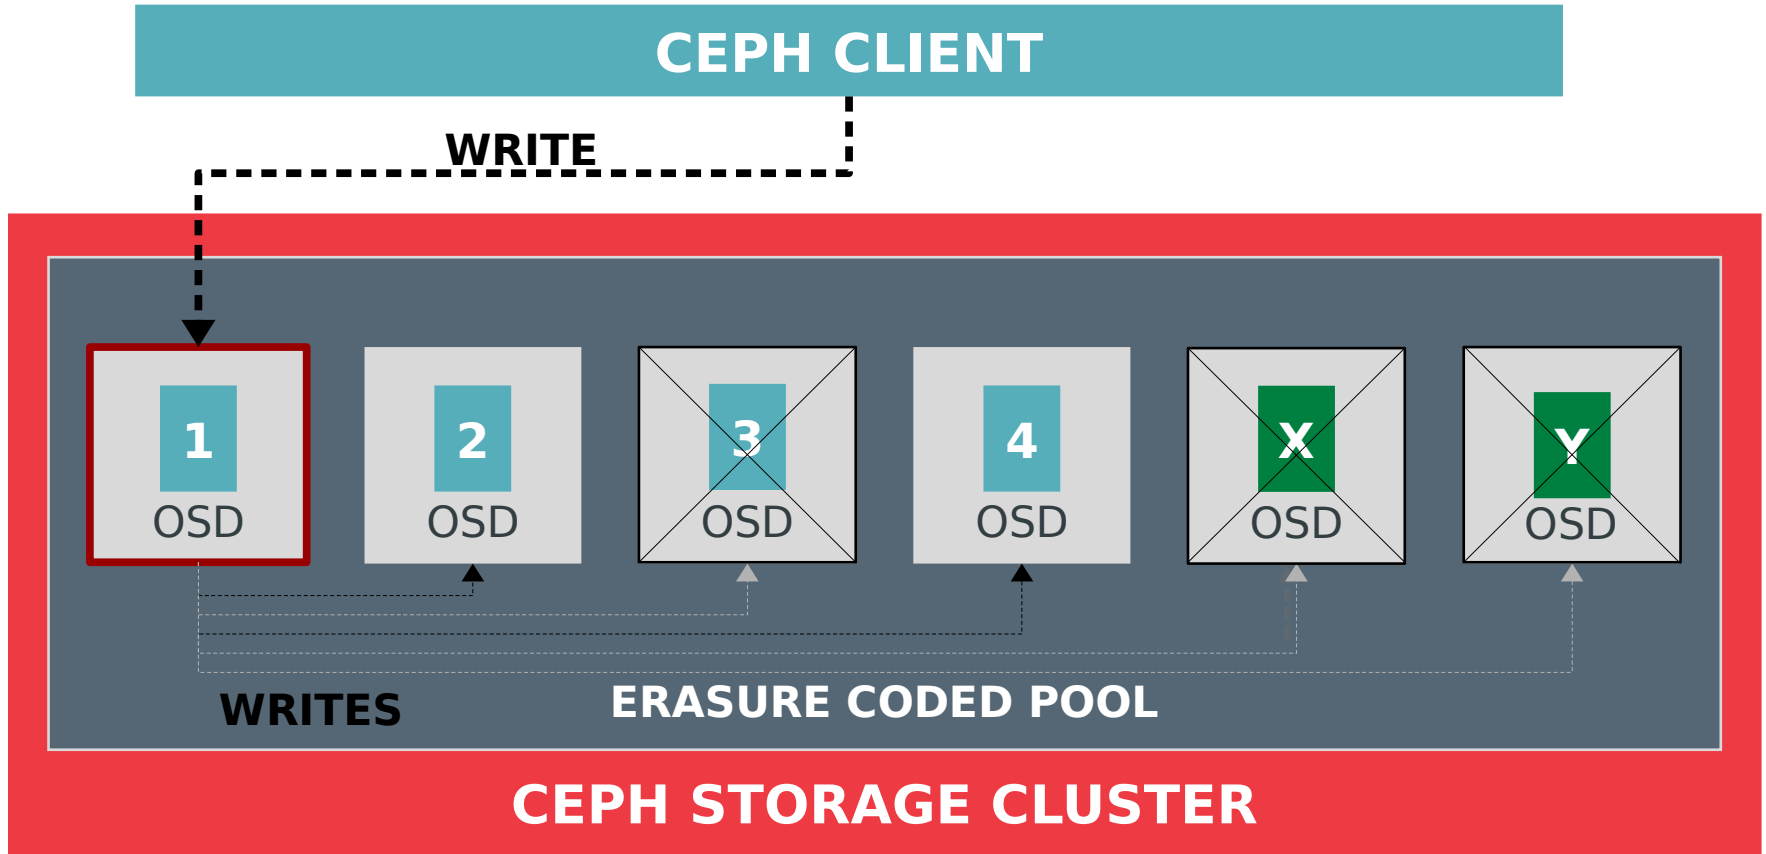 CEPH CLIENT
WRITE
1
OSD
2
OSD
3
OSD
4
OSD
X
OSD
Y
OSD
WRITES
ERASURE CODED POOL
CEPH STORAGE CLUSTER